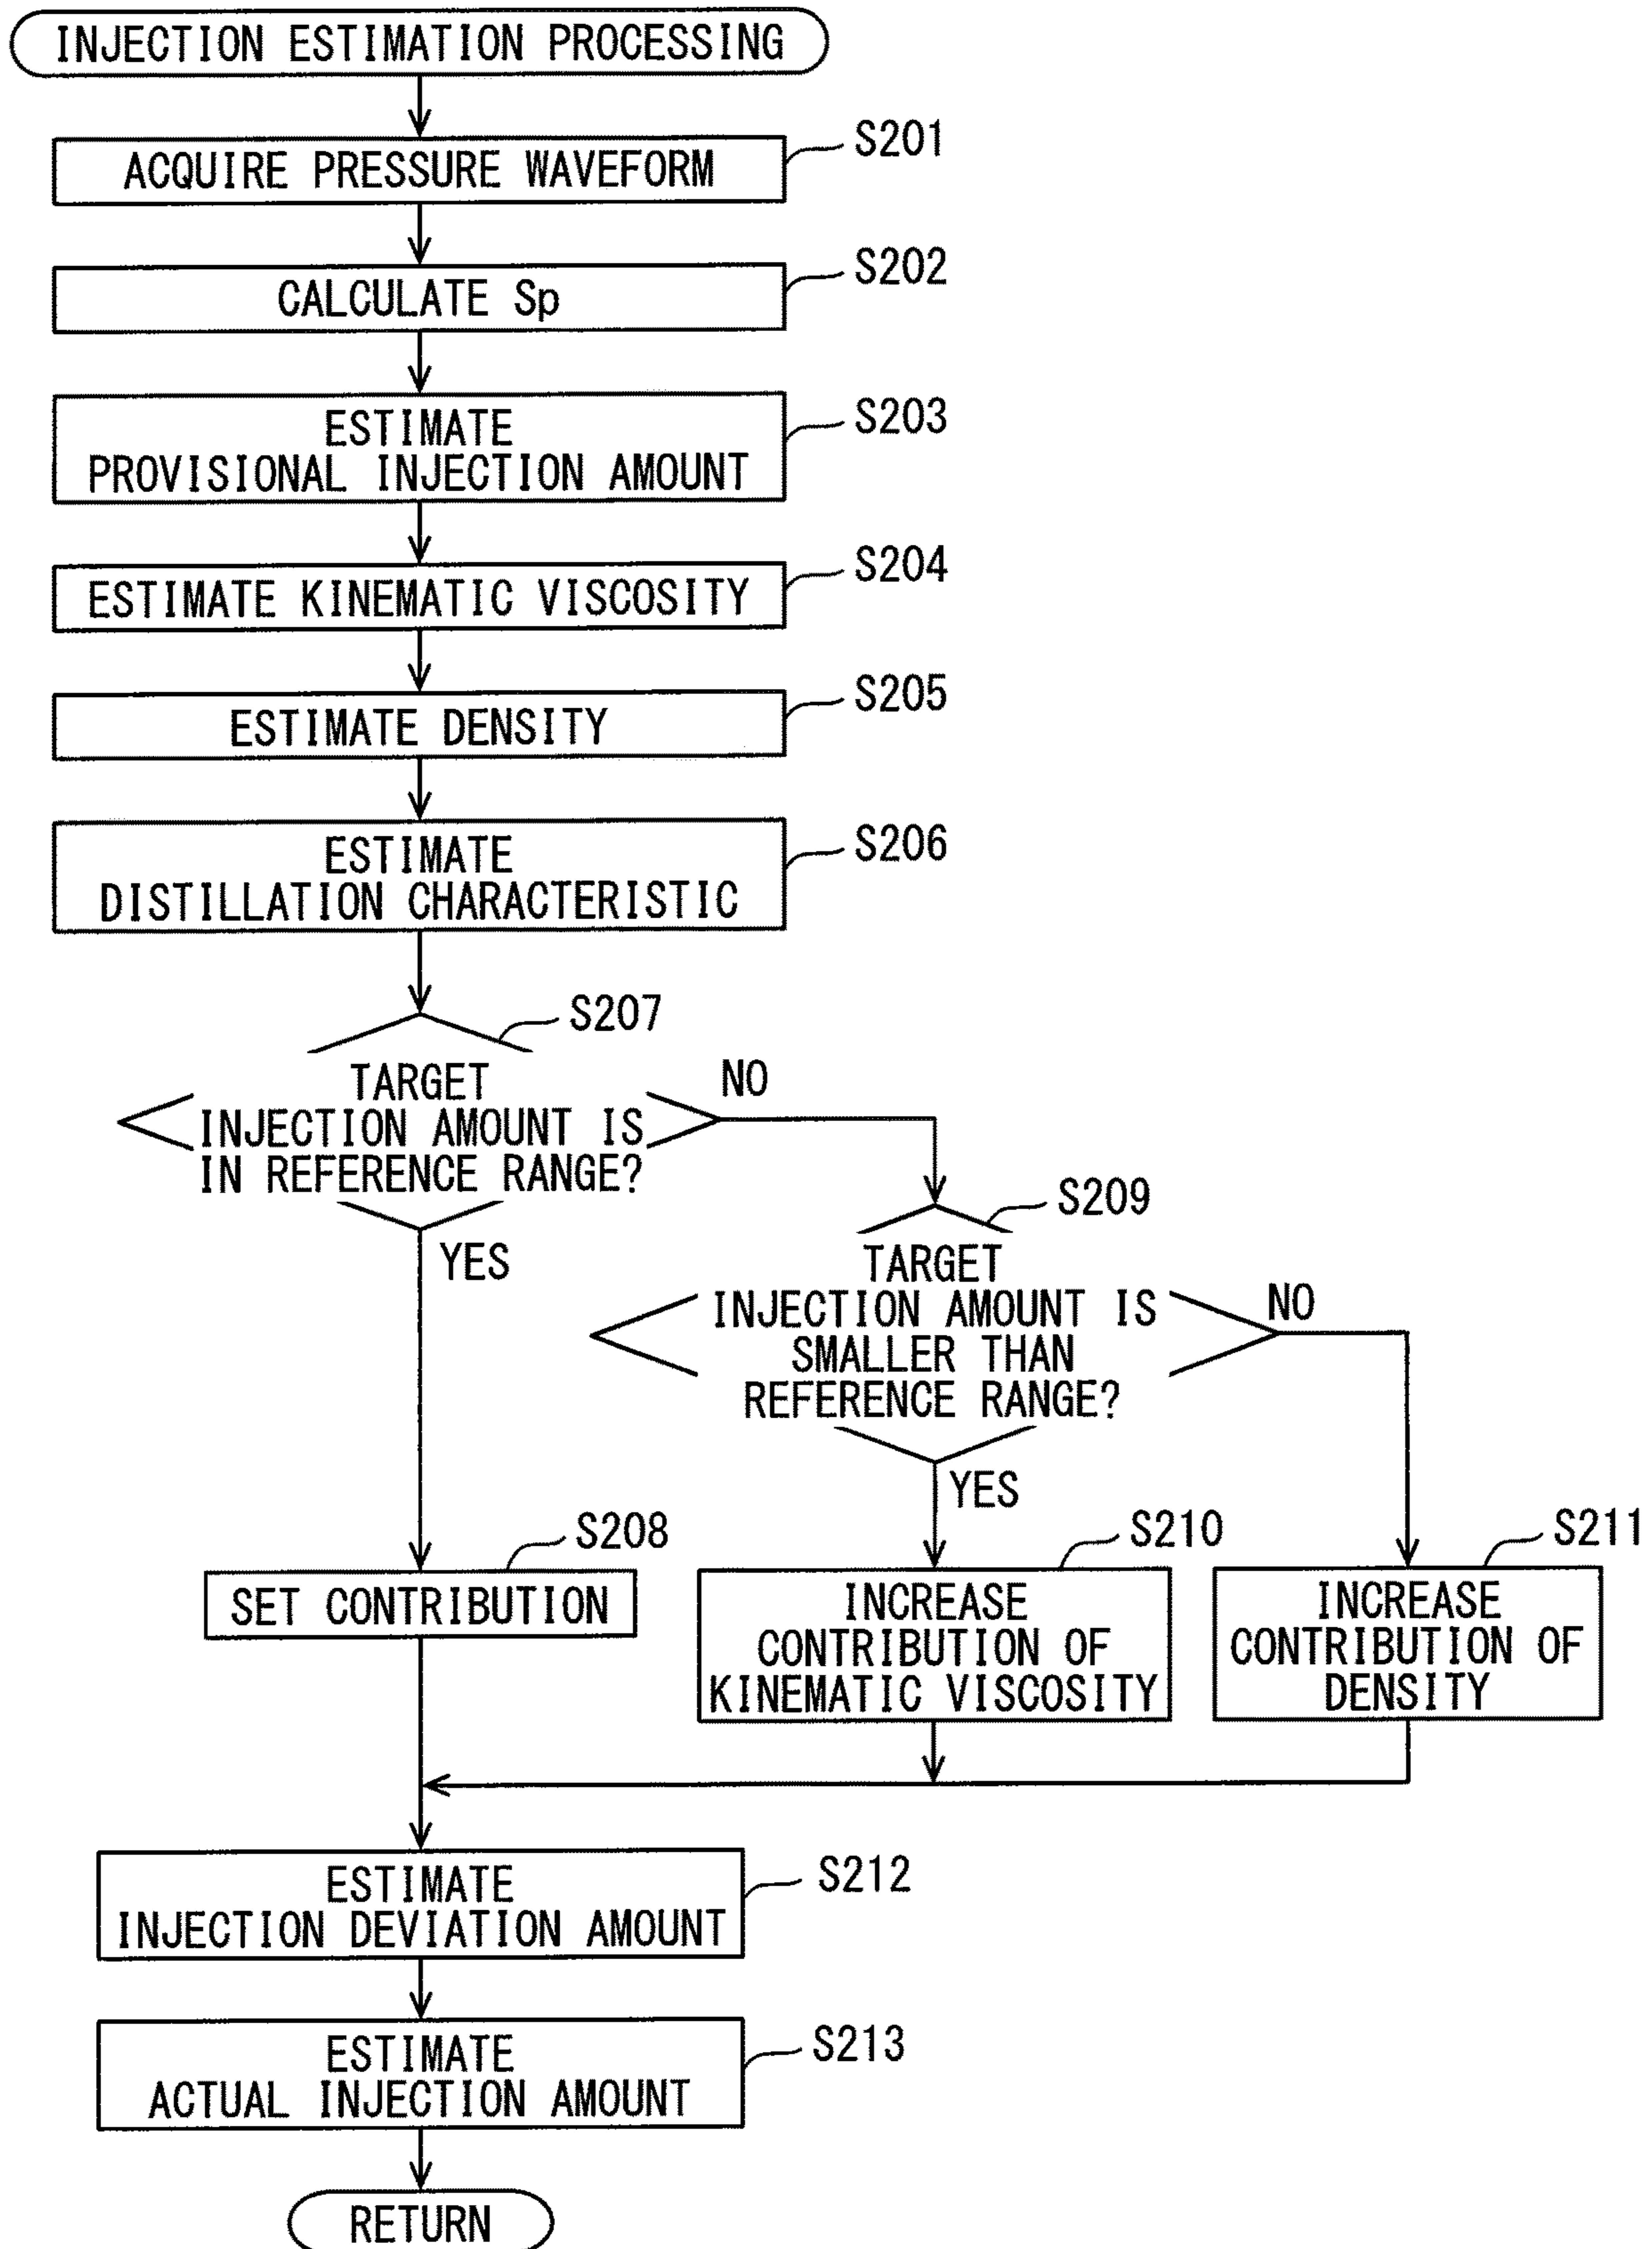 INJECTION ESTIMATION PROCESSING
ACQUIRE PRESSURE WAVEFORM
S201
CALCULATE Sp
S202
ESTIMATE
PROVISIONAL INJECTION AMOUNT
S203
ESTIMATE KINEMATIC VISCOSITY
S204
ESTIMATE DENSITY
S205
ESTIMATE
DISTILLATION CHARACTERISTIC
S206
S207
TARGET
INJECTION AMOUNT IS
IN REFERENCE RANGE?
NO
YES
S209
TARGET
INJECTION AMOUNT IS
SMALLER THAN
REFERENCE RANGE?
NO
YES
S208
SET CONTRIBUTION
S210
INCREASE
CONTRIBUTION OF
KINEMATIC VISCOSITY
S211
INCREASE
CONTRIBUTION OF
DENSITY
ESTIMATE
INJECTION DEVIATION AMOUNT
S212
ESTIMATE
ACTUAL INJECTION AMOUNT
S213
RETURN